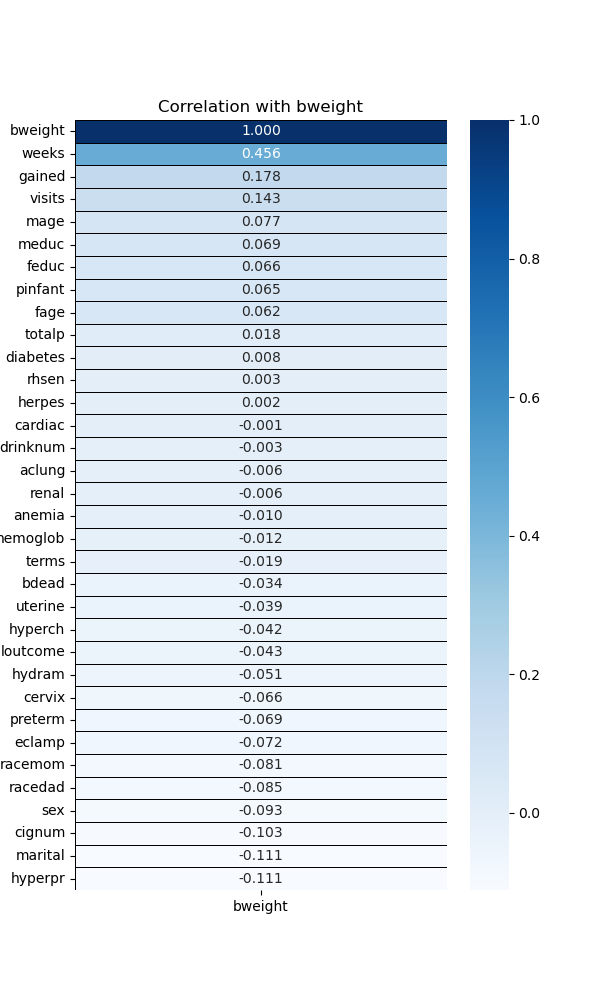 Correlation with bweight
bweight 1.000
weeks 0.456
gained 0.178
visits 0.143
mage 0.077
meduc 0.069
feduc 0.066
pinfant 0.065
fage 0.062
totalp 0.018
diabetes 0.008
rhsen 0.003
herpes 0.002
cardiac -0.001
drinknum -0.003
aclung -0.006
renal -0.006
anemia -0.010
hemoglob -0.012
terms -0.019
bdead -0.034
uterine -0.039
hyperch -0.042
loutcome -0.043
hydram -0.051
cervix -0.066
preterm -0.069
eclamp -0.072
racemom -0.081
racedad -0.085
sex -0.093
cignum -0.103
marital -0.111
hyperpr -0.111
bweight
1.0
0.8
0.6
0.4
0.2
0.0